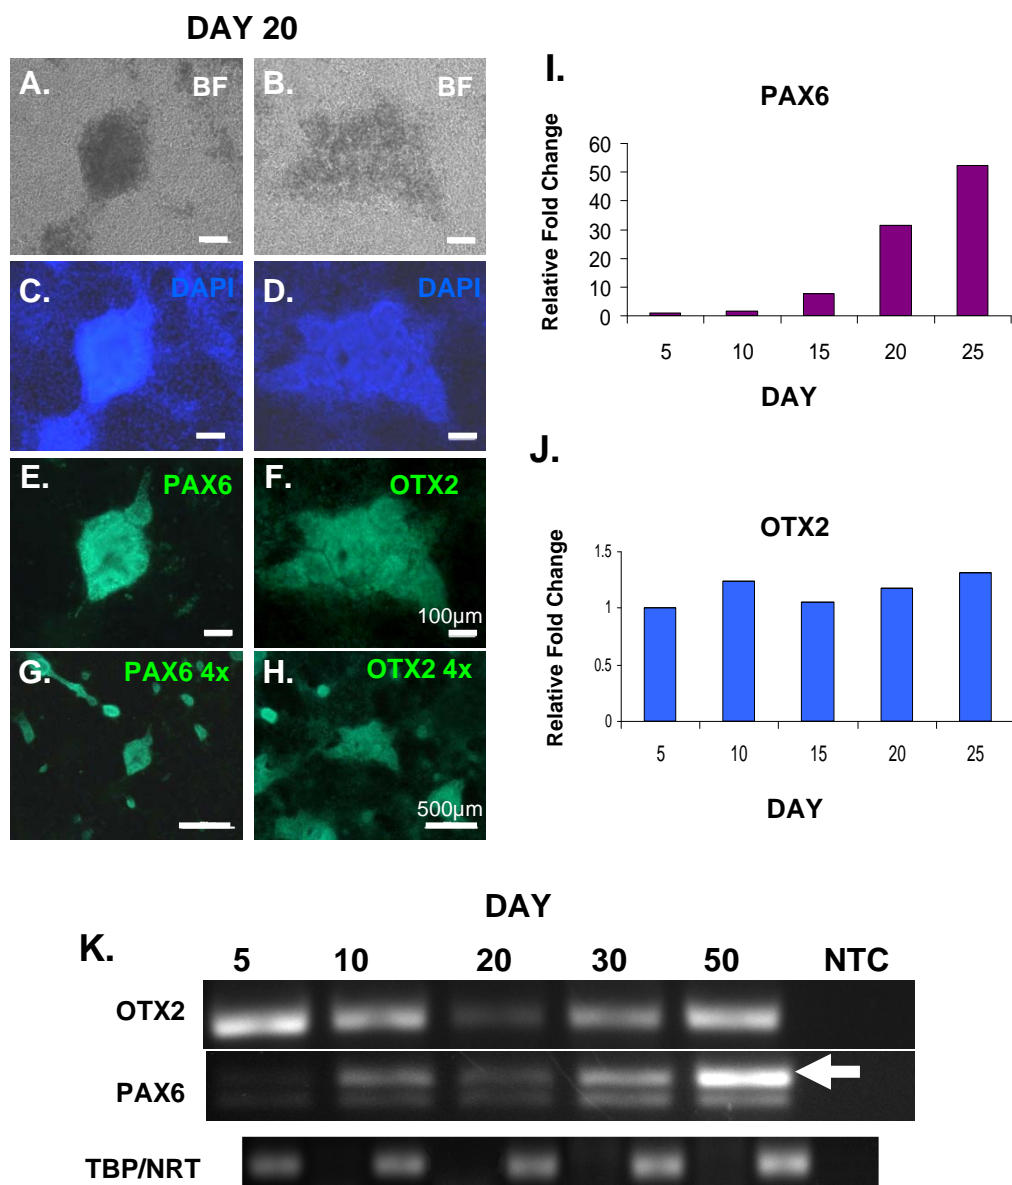 DAY 20
A. BF
B. BF
C. DAPI
D. DAPI
E. PAX6
F. OTX2
100µm
G. PAX6 4x
H. OTX2 4x
500µm
I.
PAX6
Relative Fold Change
60
50
40
30
20
10
0
5 10 15 20 25
DAY
J.
OTX2
Relative Fold Change
1.5
1
0.5
0
5 10 15 20 25
DAY
DAY
K.
5 10 20 30 50 NTC
OTX2
PAX6
TBP/NRT